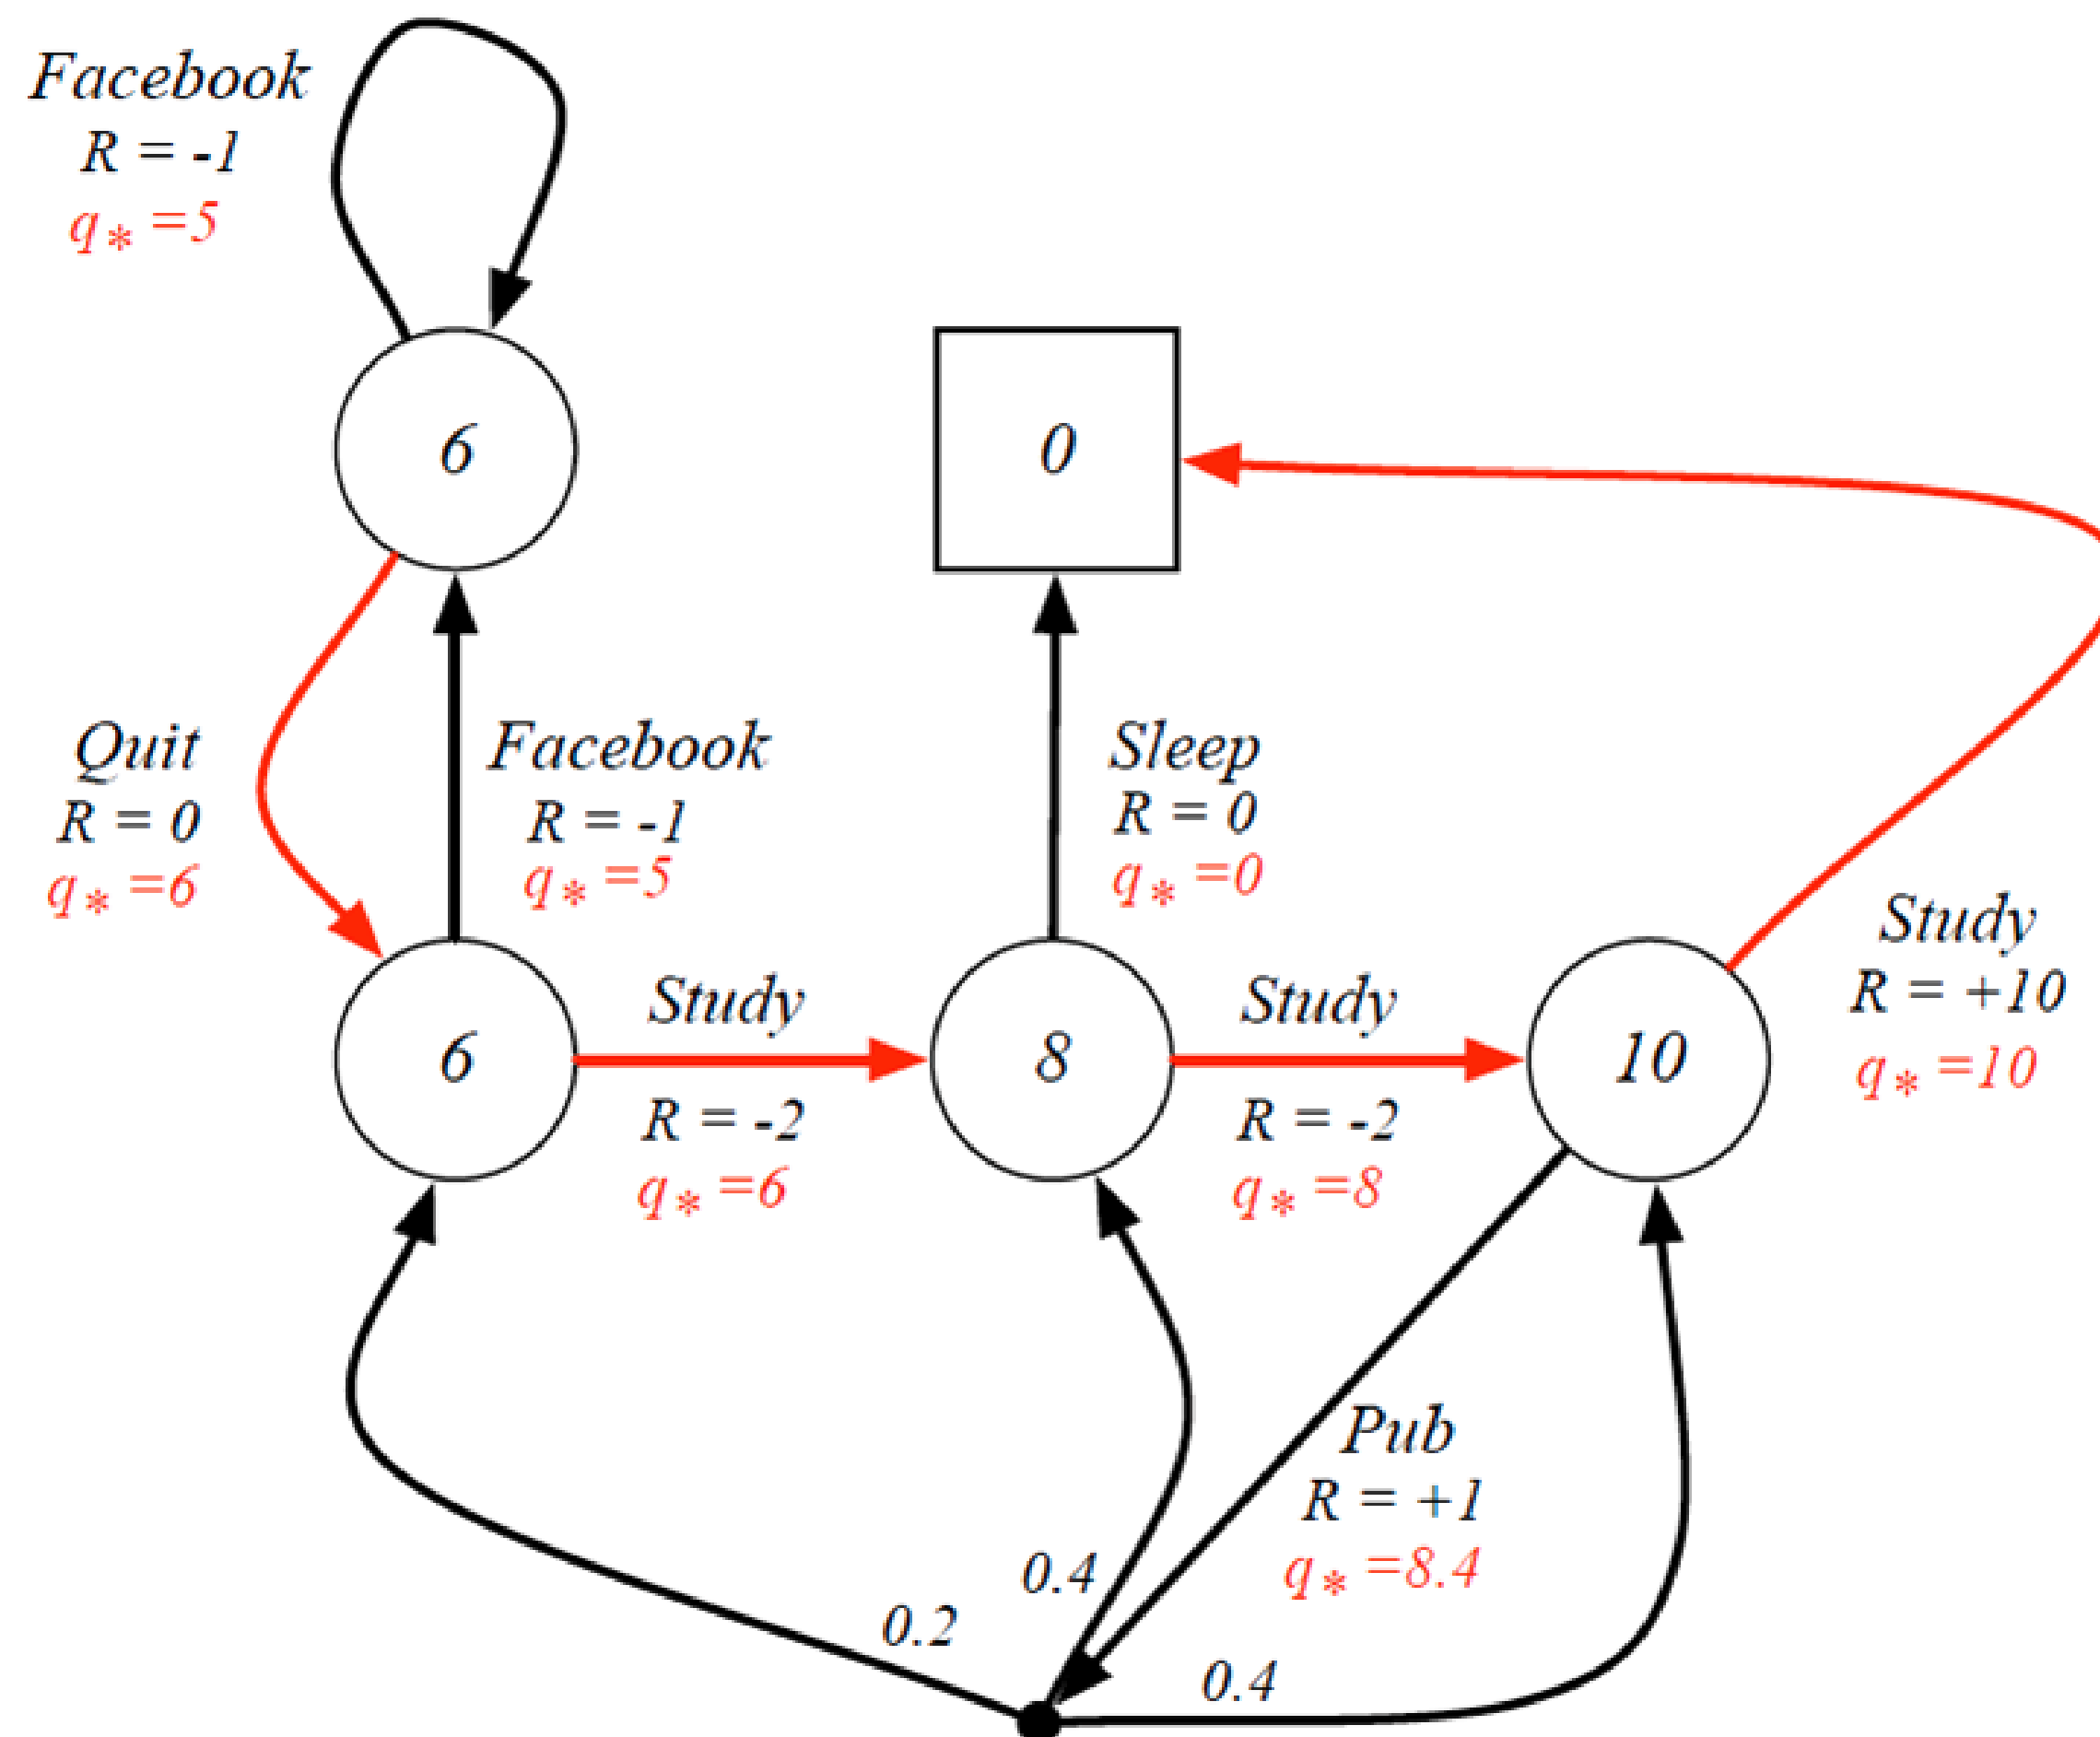 Facebook
R = -1
q* =5
6
0
Quit
R = 0
q* =6
Facebook
R = -1
q* =5
Sleep
R = 0
q* =0
Study
R = +10
q* =10
6
Study
R = -2
q* =6
8
Study
R = -2
q* =8
10
Pub
R = +1
q* =8.4
0.4
0.2
0.4